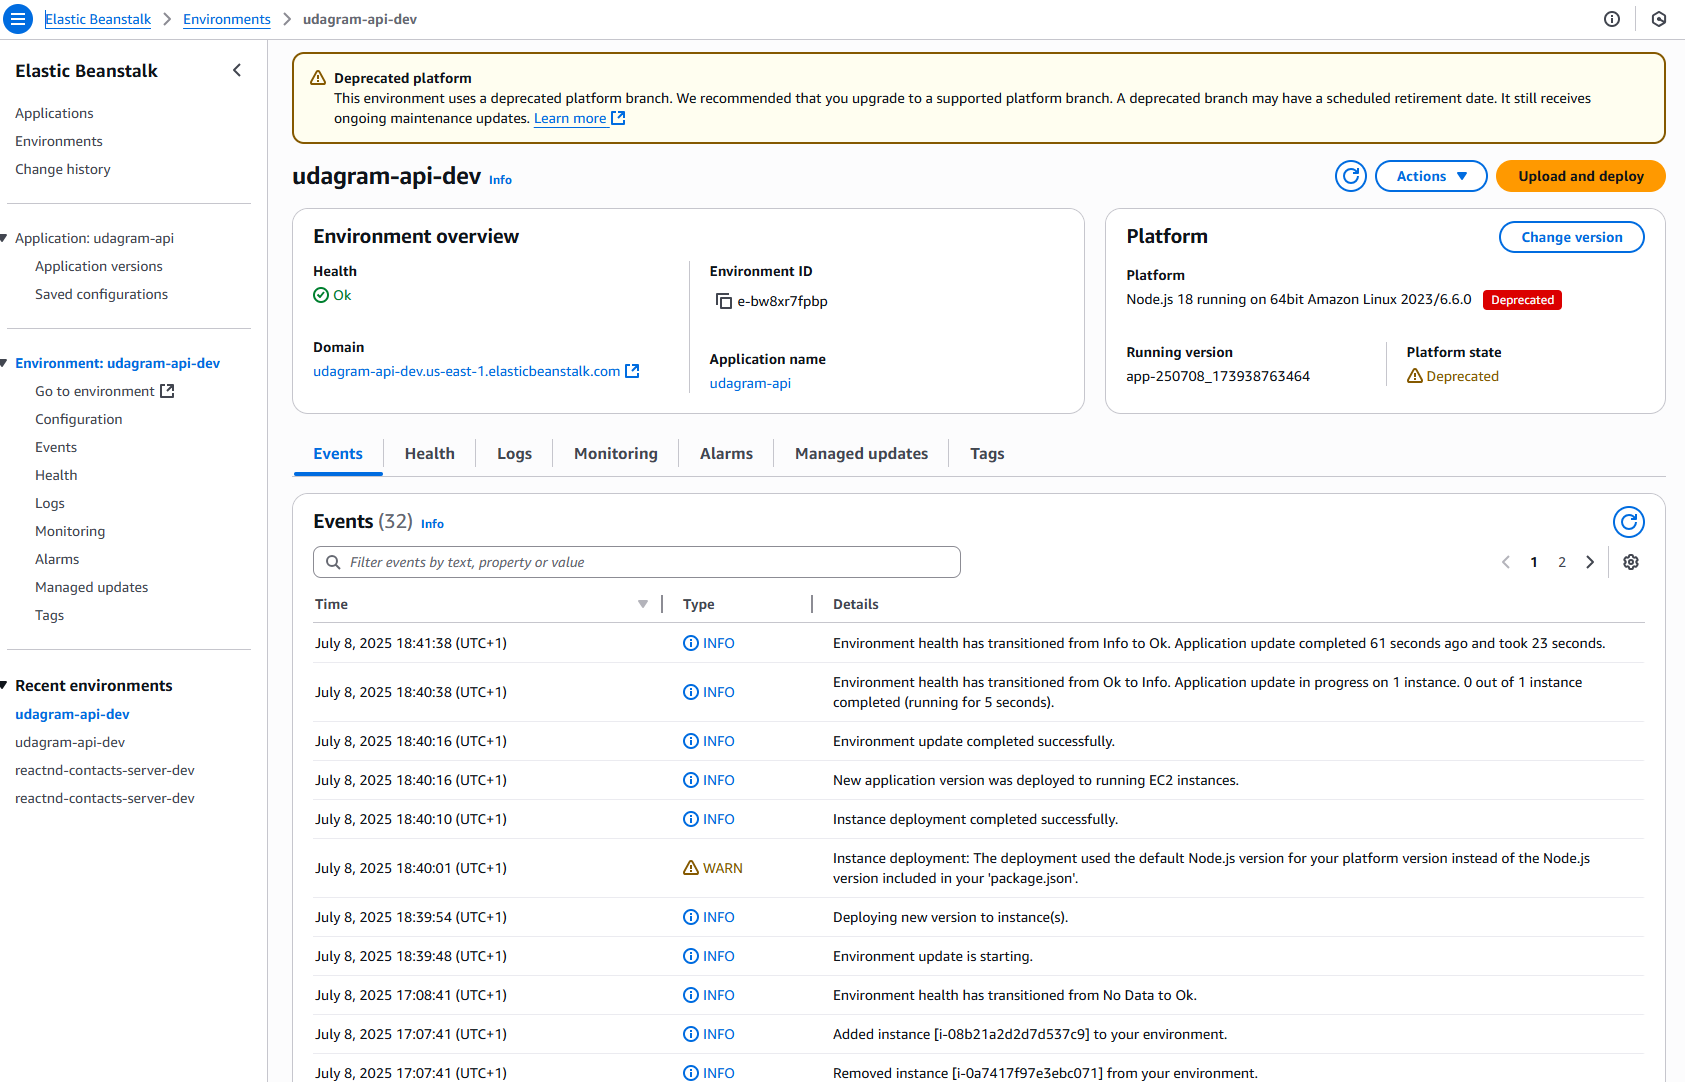 Elastic Beanstalk > Environments > udagram-api-dev
Elastic Beanstalk
Applications
Environments
Change history
Application: udagram-api
Application versions
Saved configurations
Environment: udagram-api-dev
Go to environment
Configuration
Events
Health
Logs
Monitoring
Alarms
Managed updates
Tags
Recent environments
udagram-api-dev
udagram-api-dev
reactnd-contacts-server-dev
reactnd-contacts-server-dev
Deprecated platform
This environment uses a deprecated platform branch. We recommended that you upgrade to a supported platform branch. A deprecated branch may have a scheduled retirement date. It still receives
ongoing maintenance updates. Learn more
udagram-api-dev Info
Actions
Upload and deploy
Environment overview
Health
Ok
Domain
udagram-api-dev.us-east-1.elasticbeanstalk.com
Environment ID
e-bw8xr7fpbp
Application name
udagram-api
Platform
Change version
Platform
Node.js 18 running on 64bit Amazon Linux 2023/6.6.0 Deprecated
Running version
app-250708_173938763464
Platform state
Deprecated
Events Health Logs Monitoring Alarms Managed updates Tags
Events (32) Info
Filter events by text, property or value
1 2
Time Type Details
July 8, 2025 18:41:38 (UTC+1) INFO Environment health has transitioned from Info to Ok. Application update completed 61 seconds ago and took 23 seconds.
July 8, 2025 18:40:38 (UTC+1) INFO Environment health has transitioned from Ok to Info. Application update in progress on 1 instance. 0 out of 1 instance
completed (running for 5 seconds).
July 8, 2025 18:40:16 (UTC+1) INFO Environment update completed successfully.
July 8, 2025 18:40:16 (UTC+1) INFO New application version was deployed to running EC2 instances.
July 8, 2025 18:40:10 (UTC+1) INFO Instance deployment completed successfully.
July 8, 2025 18:40:01 (UTC+1) WARN Instance deployment: The deployment used the default Node.js version for your platform version instead of the Node.js
version included in your 'package.json'.
July 8, 2025 18:39:54 (UTC+1) INFO Deploying new version to instance(s).
July 8, 2025 18:39:48 (UTC+1) INFO Environment update is starting.
July 8, 2025 17:08:41 (UTC+1) INFO Environment health has transitioned from No Data to Ok.
July 8, 2025 17:07:41 (UTC+1) INFO Added instance [i-08b21a2d2d7d537c9] to your environment.
July 8, 2025 17:07:41 (UTC+1) INFO Removed instance [i-0a7417f97e3ebc071] from your environment.